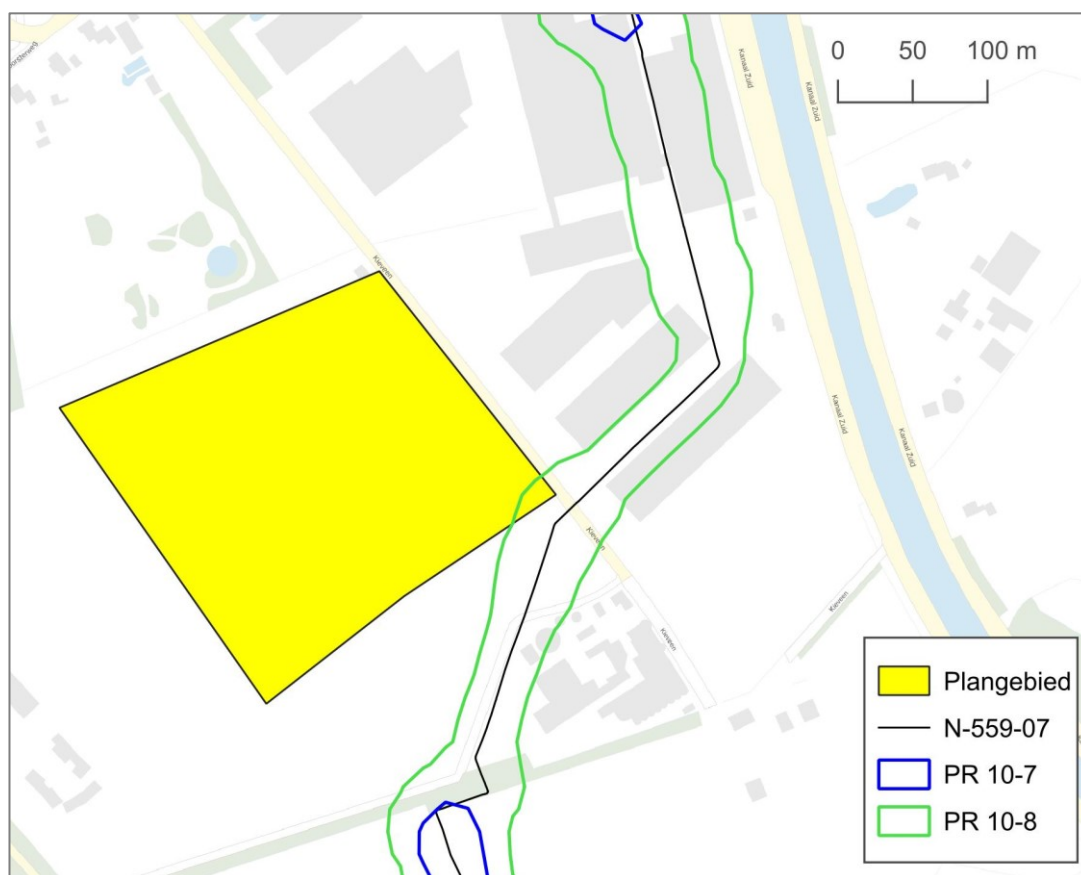 0 50 100 m
Kanaal Zuid
Kanaal Zuid
Kieveen
Kanaal Zuid
Kanaal Zuid
Kieveen
Kieveen
Kieveen
Plangebied
N-559-07
PR 10-7
PR 10-8